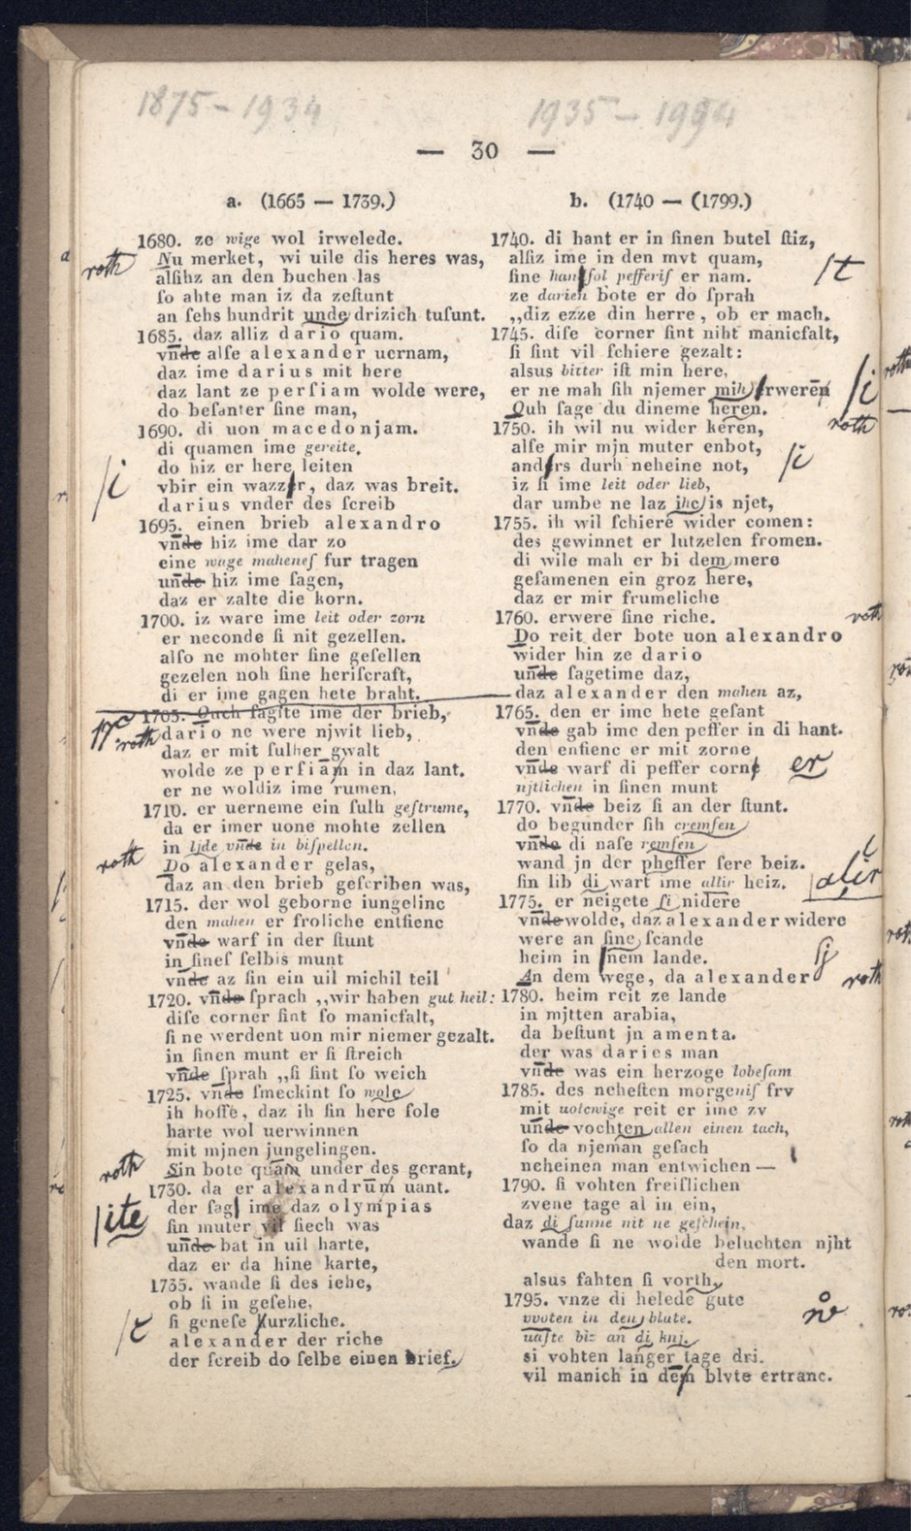 1875 - 1934
1935 - 1994
— 30 —
a. (1665 — 1739.)
1680. ze wige wol irwelede.
Nu merket, wi uile dis heres was,
alſihz an den buchen las
ſo ahte man iz da zeſtunt
an ſehs hundrit unde drizich tuſunt.
1685. daz alliz dario quam.
vnde alſe alexander uernam,
daz ime darius mit here
daz lant ze perſiam wolde were,
do beſanter ſine man,
1690. di uon macedonjam.
di quamen ime gereite.
do hiz er here leiten
vbir ein wazzer, daz was breit.
darius vnder des ſcreib
1695. einen brieb alexandro
vnde hiz ime dar zo
eine wage maheneſ fur tragen
unde hiz ime ſagen,
daz er zalte die korn.
1700. iz ware ime leit oder zorn
er neconde ſi nit gezellen.
alſo ne mohter ſine geſellen
gezelen noh ſine heriſcraft,
di er ime gagen hete braht.
1705. Ouch ſagſte ime der brieb,
dario ne were njwit lieb,
daz er mit ſulher gwalt
wolde ze perſiam in daz lant.
er ne woldiz ime rumen,
1710. er uerneme ein ſulh geſtrume,
da er imer uone mohte zellen
in ljde vnde in biſpellen.
Do alexander gelas,
daz an den brieb geſcriben was,
1715. der wol geborne iungelinc
den mahen er froliche entfienc
vnde warf in der ſtunt
in ſineſ ſelbis munt
vnde az ſin ein uil michil teil
1720. vnde ſprach „wir haben gut heil:
diſe corner ſint ſo manicfalt,
ſi ne werdent uon mir niemer gezalt.
in ſinen munt er ſi ſtreich
vnde ſprah „ſi ſint ſo weich
1725. vnde ſmeckint ſo wole
ih hoffe, daz ih ſin here ſole
harte wol uerwinnen
mit mjnen jungelingen.
Sin bote quam under des gerant,
1730. da er alexandrum uant.
der ſag ime daz olympias
ſin muter vil ſiech was
unde bat in uil harte,
daz er da hine karte,
1735. wande ſi des iehe,
ob ſi in geſehe,
ſi geneſe kurzliche.
alexander der riche
der ſcreib do ſelbe einen brief.
b. (1740 — (1799.)
1740. di hant er in ſinen butel ſtiz,
alſiz ime in den mvt quam,
ſine hantſol pefferiſ er nam.
ze darien bote er do ſprah
„diz ezze din herre, ob er mach.
1745. diſe corner ſint niht manicfalt,
ſi ſint vil ſchiere gezalt:
alsus bitter iſt min here,
er ne mah ſih njemer mih erweren
Ouh ſage du dineme heren.
1750. ih wil nu wider keren,
alſe mir mjn muter enbot,
anders durh neheine not,
iz ſi ime leit oder lieb,
dar umbe ne laz ihc is njet,
1755. ih wil ſchiere wider comen:
des gewinnet er lutzelen fromen.
di wile mah er bi dem mere
geſamenen ein groz here,
daz er mir frumeliche
1760. erwere ſine riche.
Do reit der bote uon alexandro
wider hin ze dario
unde ſagetime daz,
daz alexander den mahen az,
1765. den er ime hete geſant
vnde gab ime den peffer in di hant.
den enfienc er mit zorne
vnde warf di peffer corne
njtlichen in ſinen munt
1770. vnde beiz ſi an der ſtunt.
do begunder ſih cremſen
vnde di naſe remſen
wand jn der pheffer ſere beiz.
ſin lib di wart ime allir heiz.
1775. er neigete ſi nidere
vnde wolde, daz alexander widere
were an ſine ſcande
heim in ſinem lande.
An dem wege, da alexander
1780. heim reit ze lande
in mjtten arabia,
da beſtunt jn amenta.
der was daries man
vnde was ein herzoge lobeſam
1785. des neheſten morgeniſ frv
mit uolcwige reit er ime zv
unde vochten allen einen tach,
ſo da njeman geſach
neheinen man entwichen —
1790. ſi vohten freiſlichen
zvene tage al in ein,
daz di ſunne nit ne geſchein,
wande ſi ne wolde beluchten njht
den mort.
alsus fahten ſi vorth,
1795. vnze di helede gute
vvoten in den blute.
uaſte biz an di knj.
si vohten langer tage dri.
vil manich in dem blvte ertranc.
roth
roth
roth
roth
/i
/ite
/t
/t
/i
/i
er
alir
roth
roth
roth